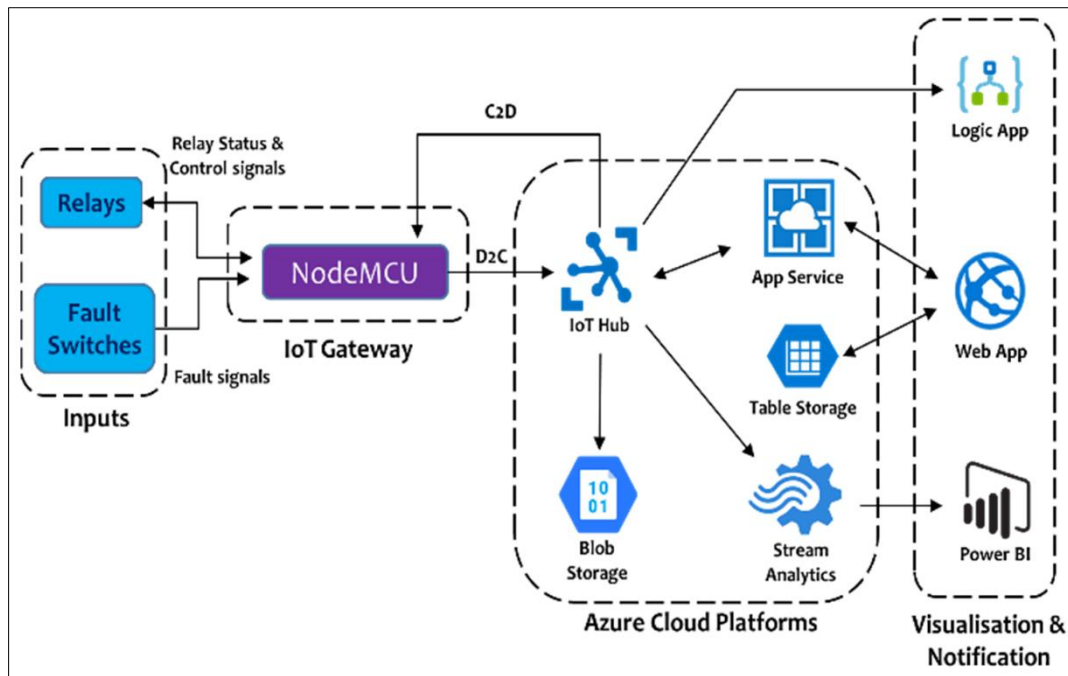 Relay Status &
Control signals
Relays
Fault
Switches
Fault signals
Inputs
NodeMCU
IoT Gateway
C2D
D2C
IoT Hub
App Service
Table Storage
10
01
Blob
Storage
Stream
Analytics
Azure Cloud Platforms
Logic App
Web App
Power BI
Visualisation &
Notification